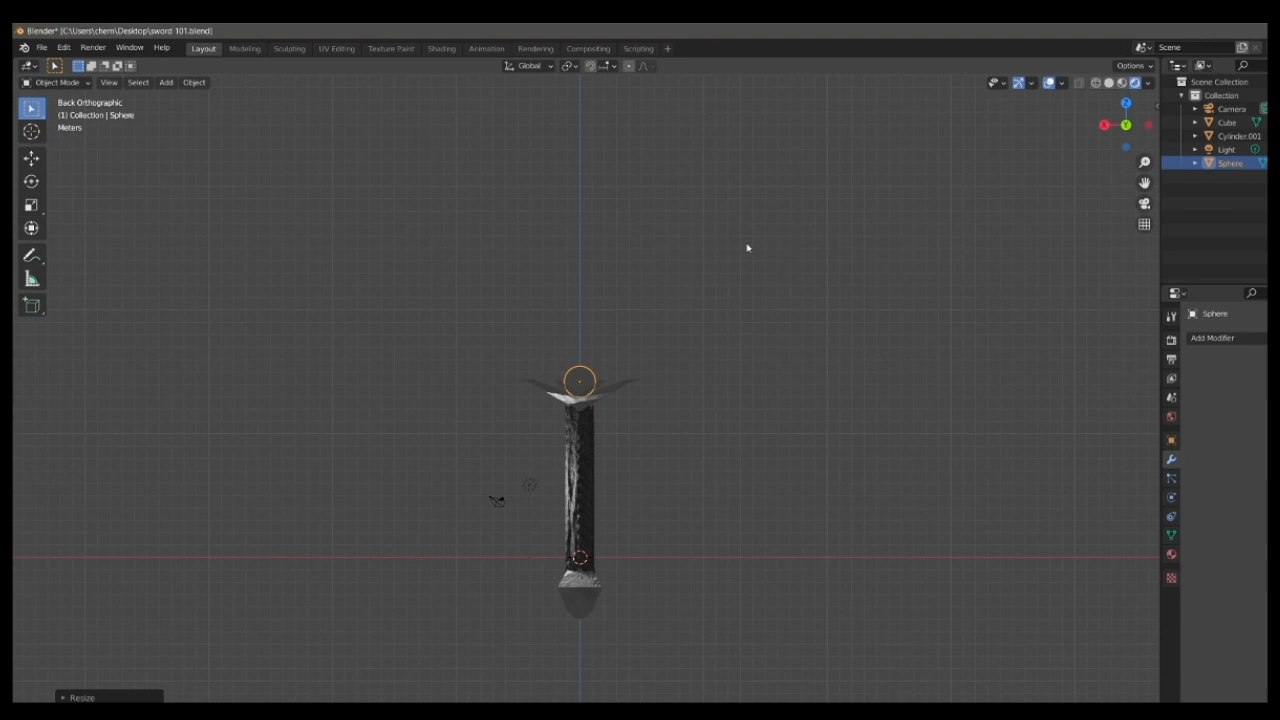 Blender* [C:\Users\chern\Desktop\sword 101.blend]
File Edit Render Window Help Layout Modeling Sculpting UV Editing Texture Paint Shading Animation Rendering Compositing Scripting + Scene
Global Options
Object Mode View Select Add Object
Scene Collection
Back Orthographic
(1) Collection | Sphere
Meters
Collection
Camera
Cube
Cylinder.001
Light
Sphere
Z
X
Y
Sphere
Add Modifier
Resize